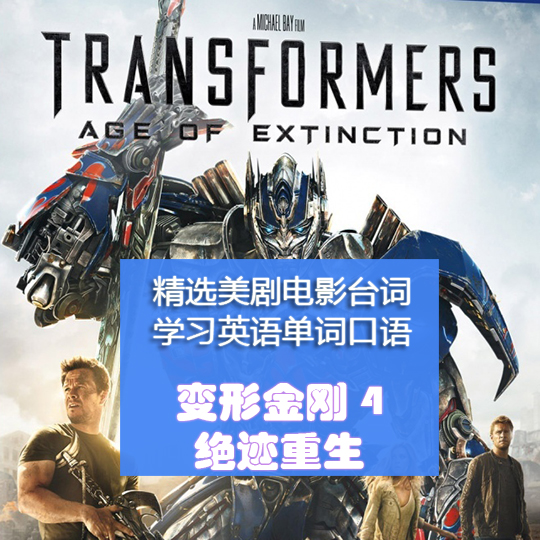 A MICHAEL BAY FILM
TRANSFORMERS
AGE OF EXTINCTION
精选美剧电影台词
学习英语单词口语
变形金刚 4
绝迹重生